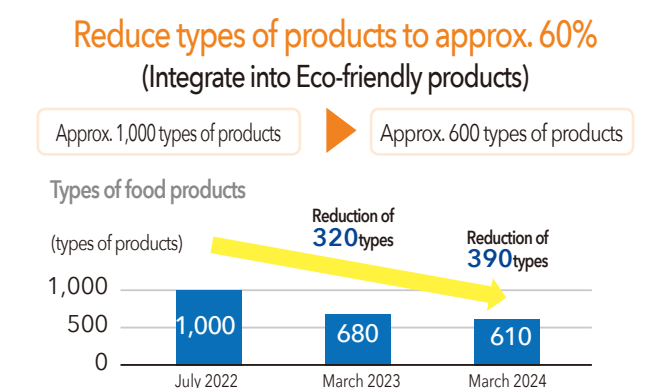 Reduce types of products to approx. 60%
(Integrate into Eco-friendly products)
Approx. 1,000 types of products
Approx. 600 types of products
Types of food products
(types of products)
Reduction of
320types
Reduction of
390types
1,000
500
0
1,000
680
610
July 2022
March 2023
March 2024